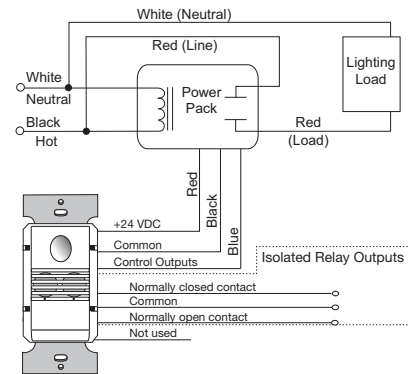 White (Neutral)
Red (Line)
Lighting
Load
White
Neutral
Power
Pack
Black
Hot
Red
(Load)
Red
Black
Blue
+24 VDC
Common
Control Outputs
Isolated Relay Outputs
Normally closed contact
Common
Normally open contact
Not used